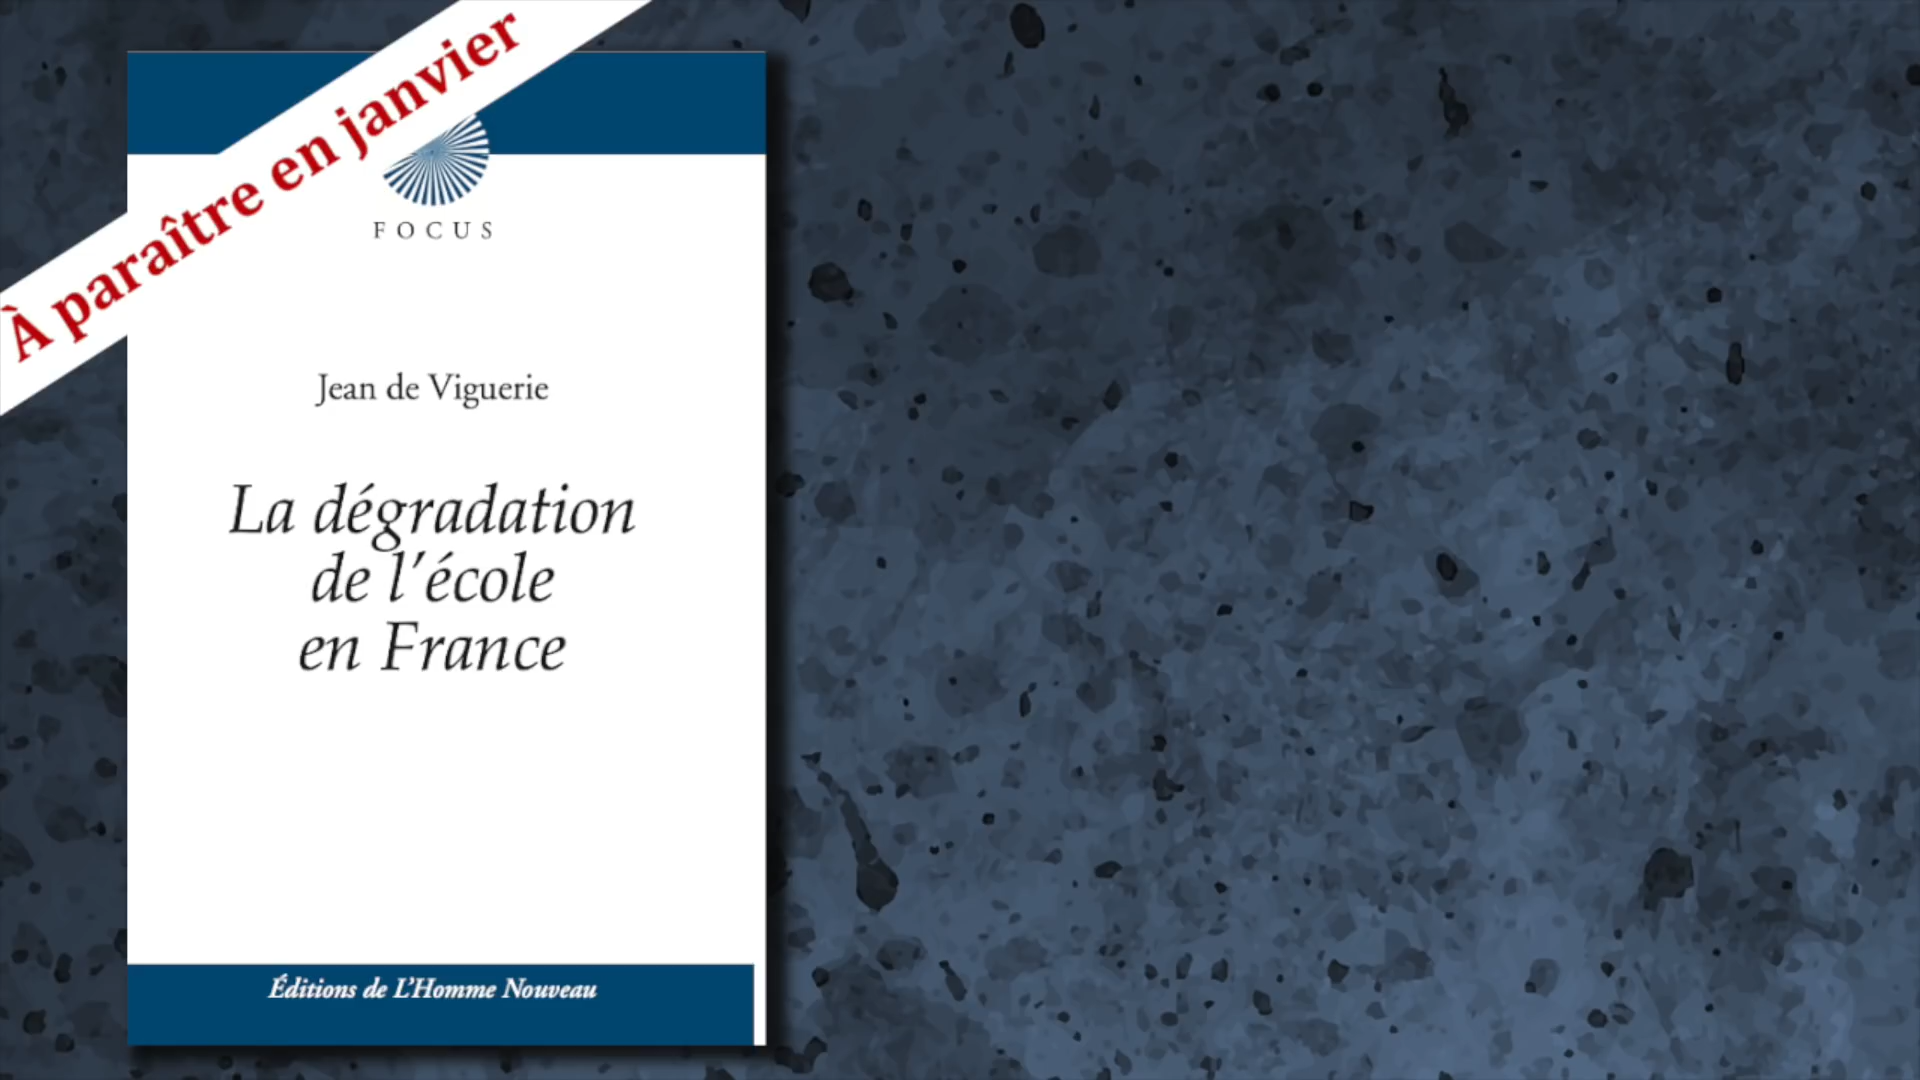 À paraître en janvier
FOCUS
Jean de Viguerie
La dégradation
de l'école
en France
Éditions de L'Homme Nouveau